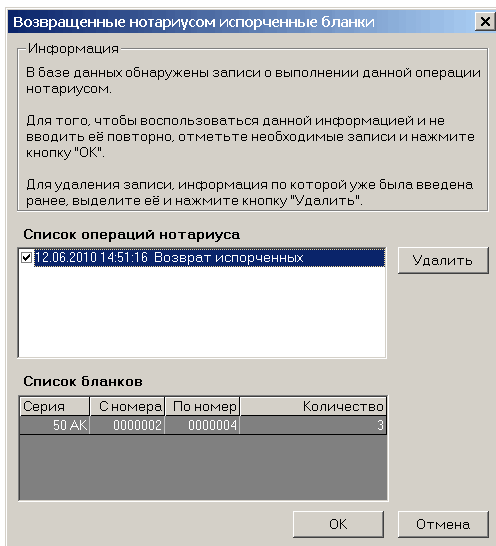 Возвращенные нотариусом испорченные бланки
Информация
В базе данных обнаружены записи о выполнении данной операции
нотариусом.
Для того, чтобы воспользоваться данной информацией и не
вводить её повторно, отметьте необходимые записи и нажмите
кнопку "ОК".
Для удаления записи, информация по которой уже была введена
ранее, выделите её и нажмите кнопку "Удалить".
Список операций нотариуса
12.06.2010 14:51:16 Возврат испорченных
Удалить
Список бланков
Серия С номера По номер Количество
50 АК 0000002 0000004 3
ОК Отмена